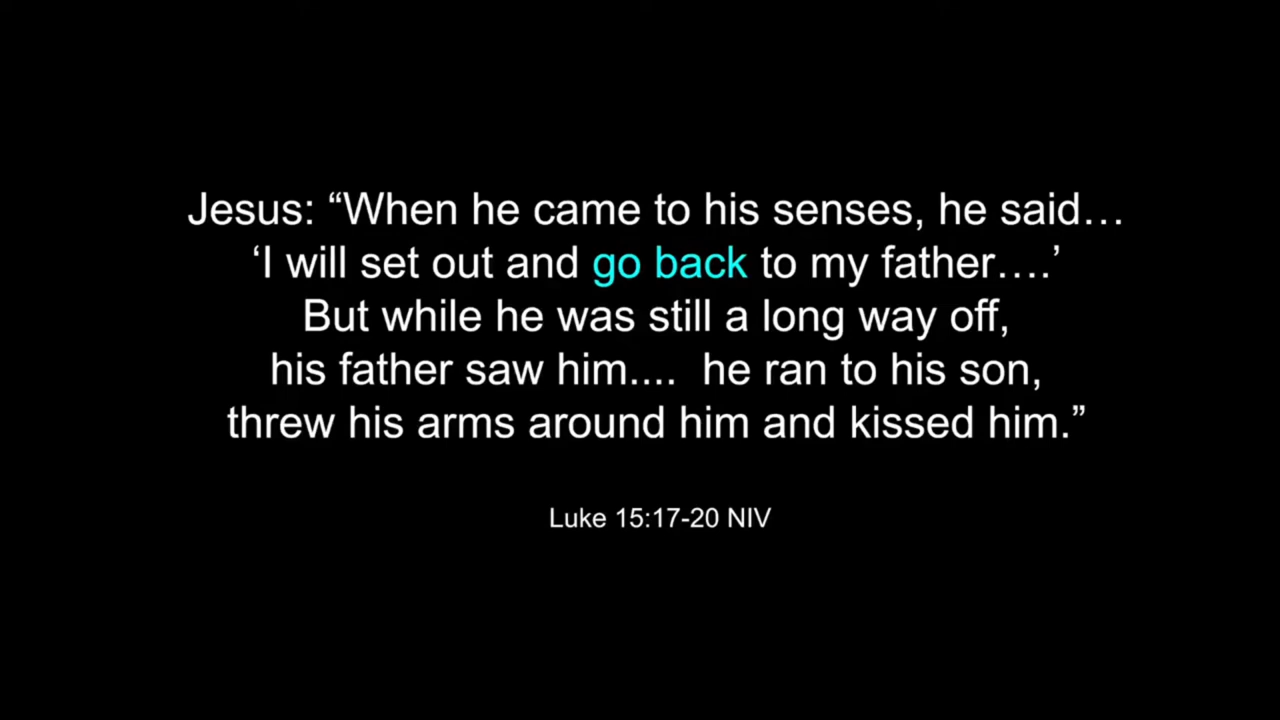 Jesus: “When he came to his senses, he said…
‘I will set out and go back to my father….’
But while he was still a long way off,
his father saw him.... he ran to his son,
threw his arms around him and kissed him.”
Luke 15:17-20 NIV